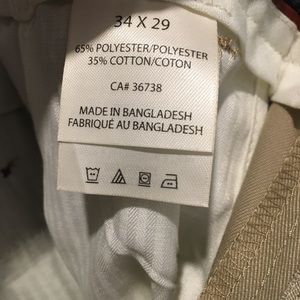 34 X 29
65% POLYESTER/POLYESTER
35% COTTON/COTON
CA# 36738
MADE IN BANGLADESH
FABRIQUÉ AU BANGLADESH